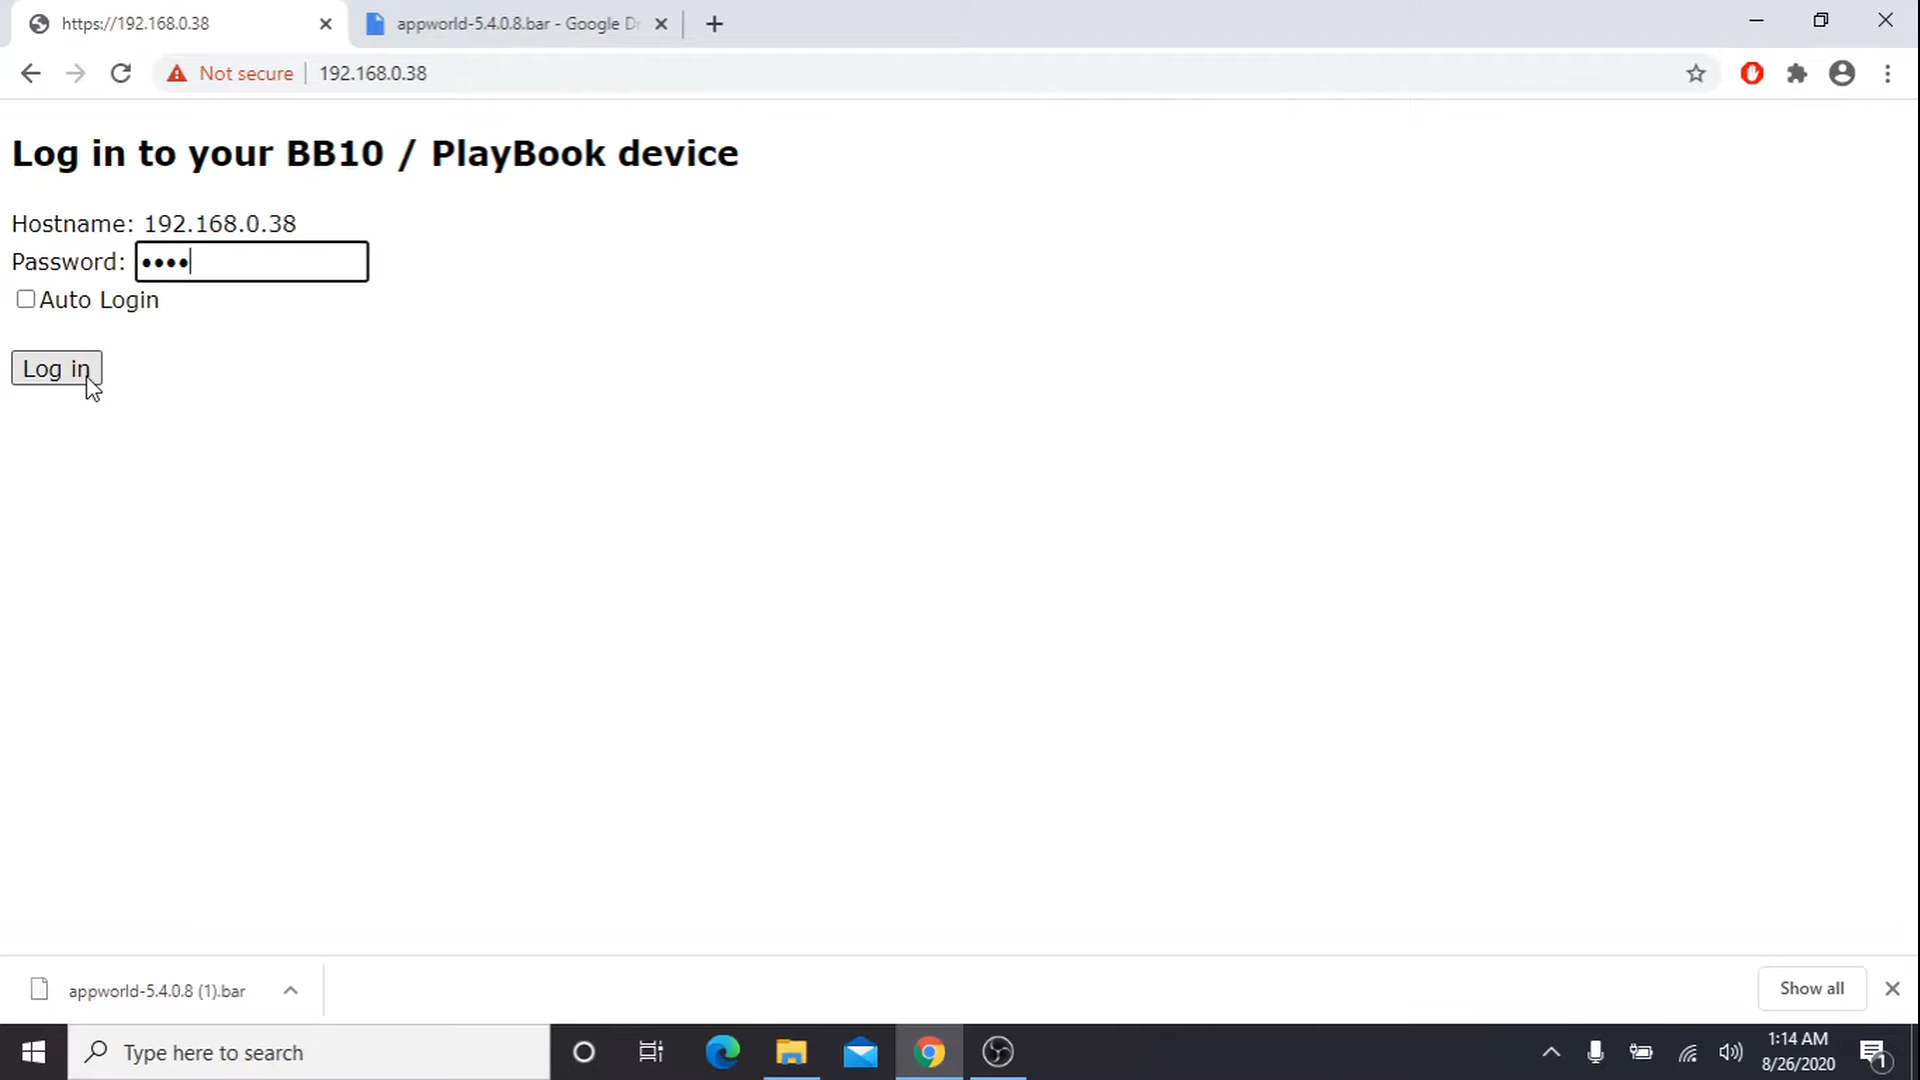 https://192.168.0.38
appworld-5.4.0.8.bar - Google D
Not secure
192.168.0.38
Log in to your BB10 / PlayBook device
Hostname: 192.168.0.38
Password: ••••
Auto Login
Log in
appworld-5.4.0.8 (1).bar
Show all
Type here to search
1:14 AM
8/26/2020
1